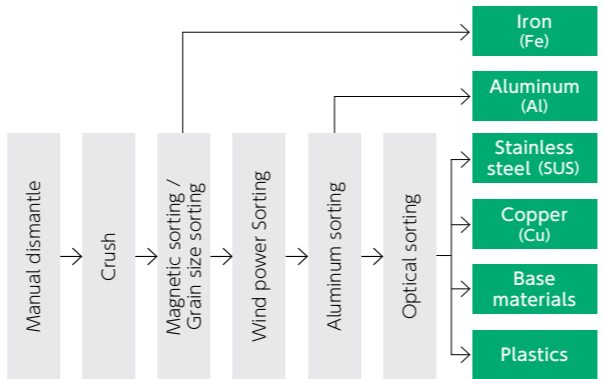 Manual dismantle
Crush
Magnetic sorting /
Grain size sorting
Wind power Sorting
Aluminum sorting
Optical sorting
Iron
(Fe)
Aluminum
(Al)
Stainless
steel (SUS)
Copper
(Cu)
Base
materials
Plastics